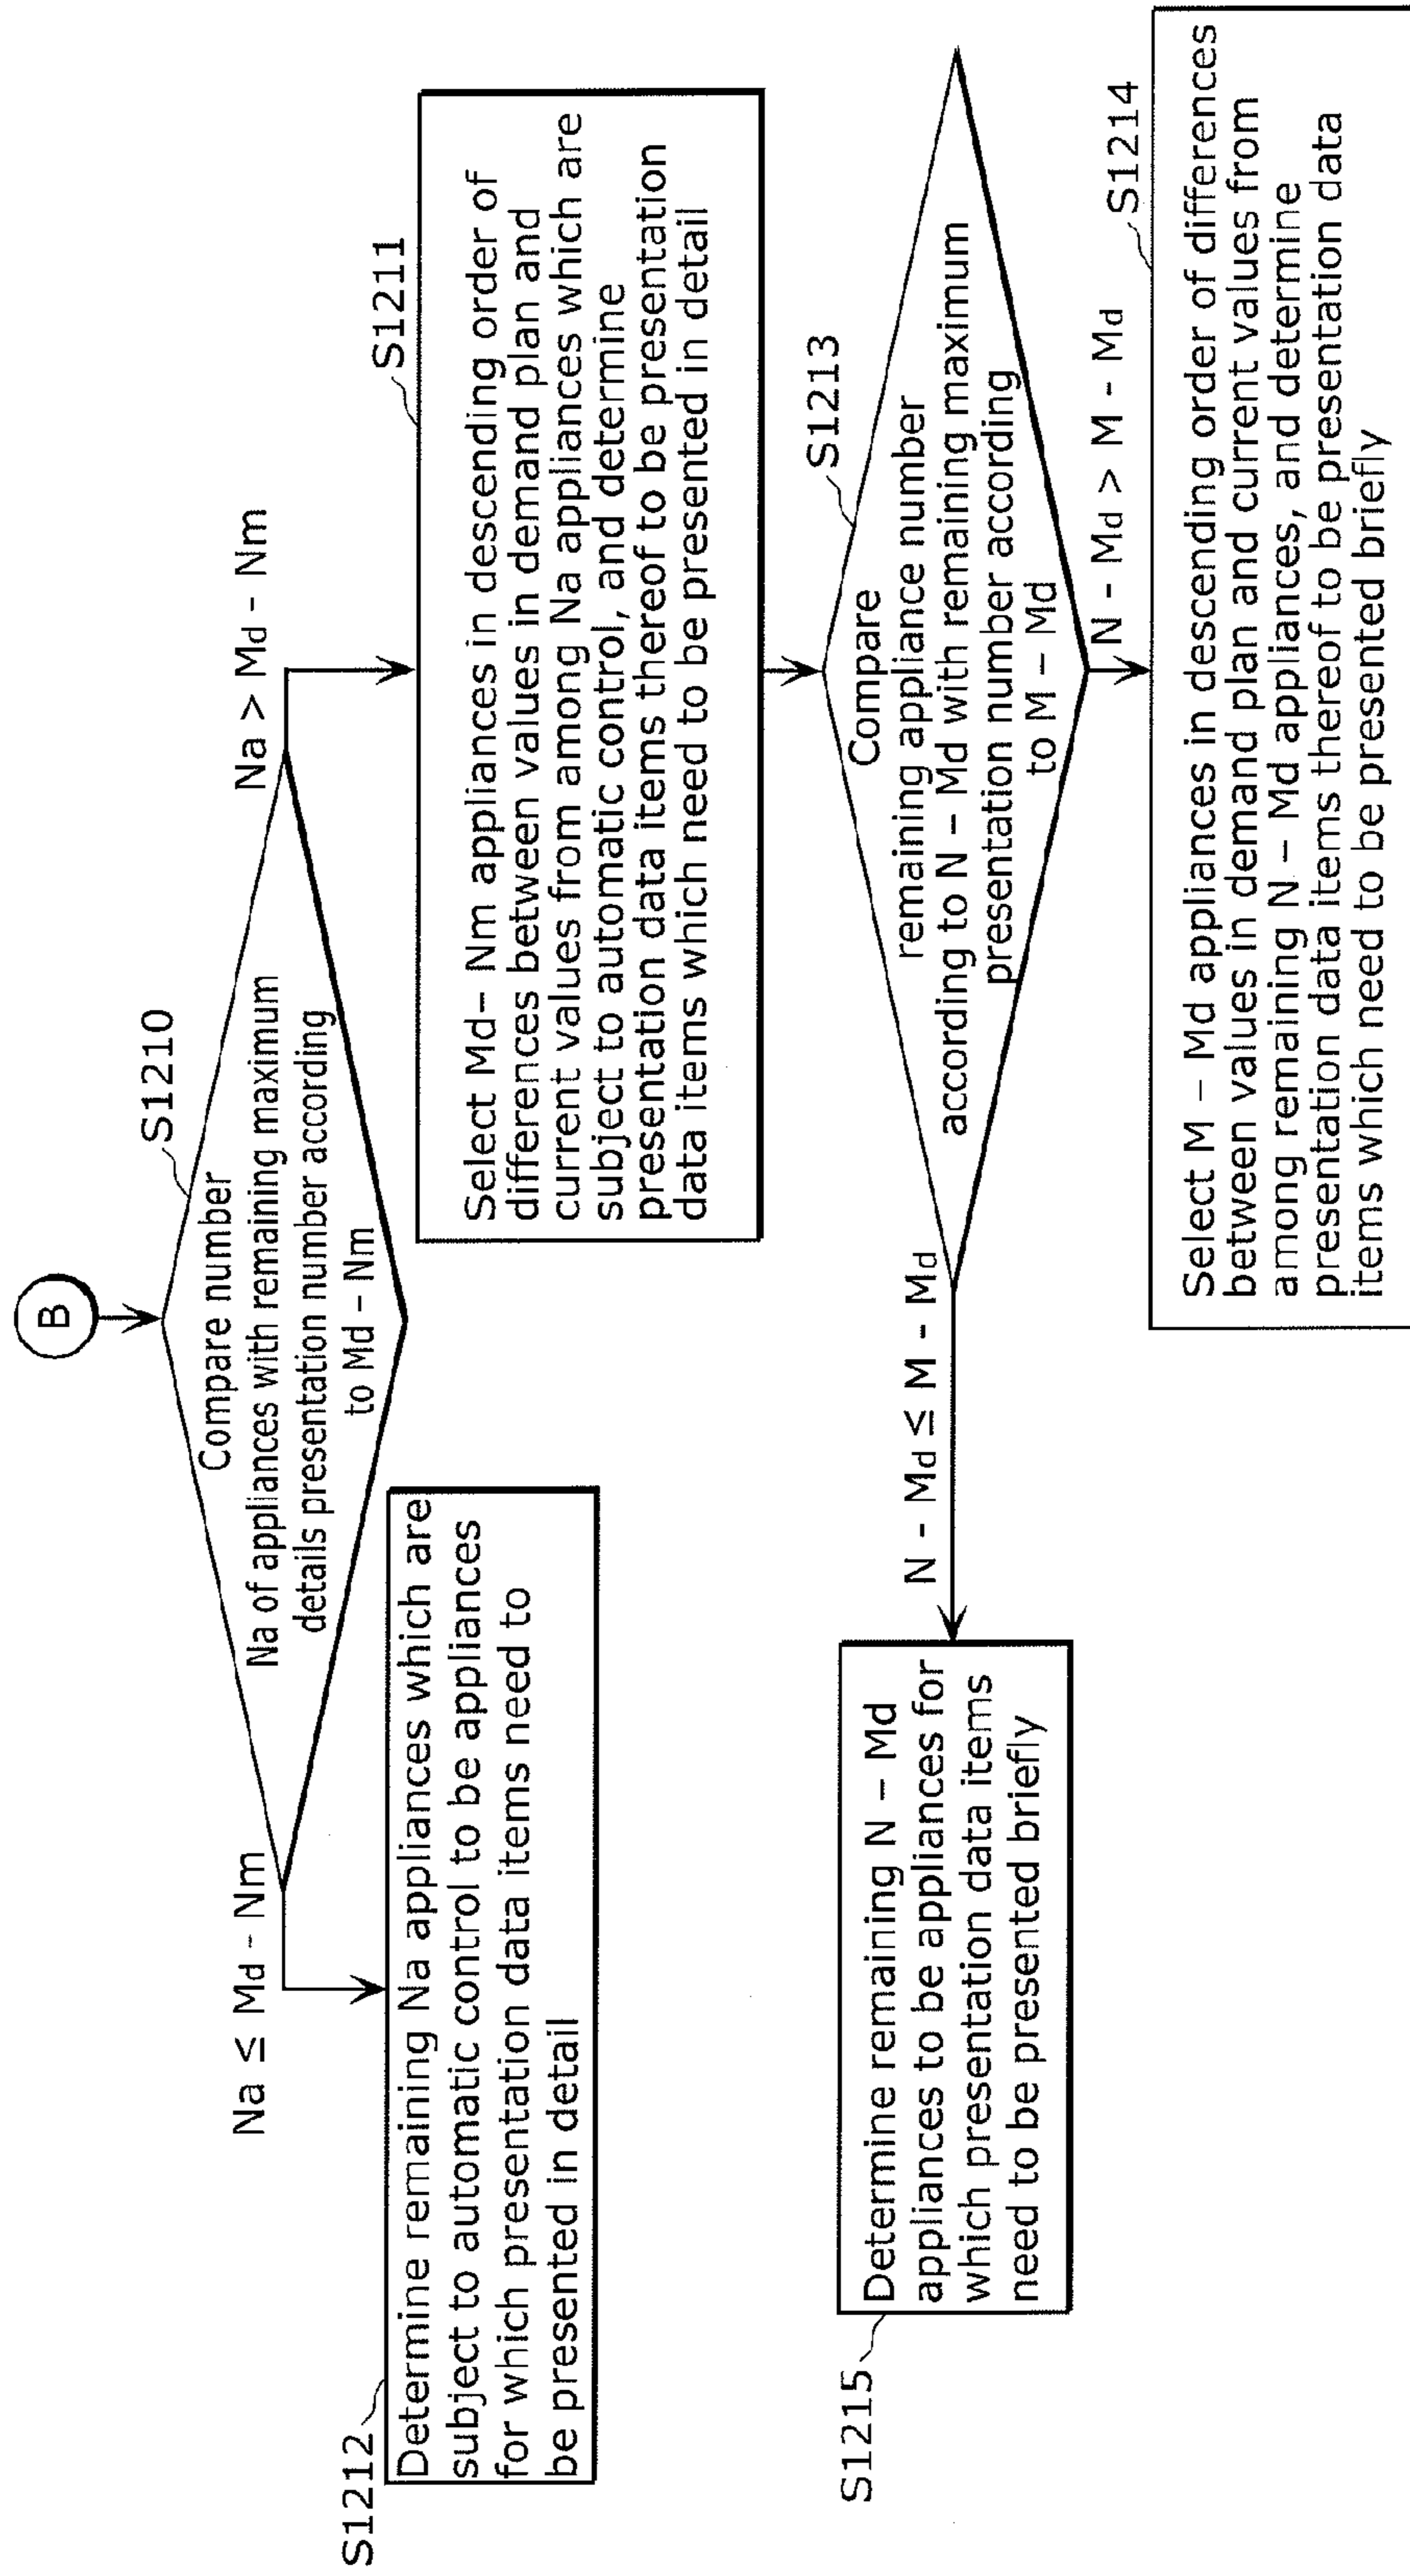 B
S1210
Compare number
Na of appliances with remaining maximum
details presentation number according
to Md - Nm
Na ≤ Md - Nm
Na > Md - Nm
S1212
Determine remaining Na appliances which are
subject to automatic control to be appliances
for which presentation data items need to
be presented in detail
S1211
Select Md– Nm appliances in descending order of
differences between values in demand plan and
current values from among Na appliances which are
subject to automatic control, and determine
presentation data items thereof to be presentation
data items which need to be presented in detail
S1213
Compare
remaining appliance number
according to N – Md with remaining maximum
presentation number according
to M – Md
N - Md ≤ M - Md
N - Md > M - Md
S1215
Determine remaining N – Md
appliances to be appliances for
which presentation data items
need to be presented briefly
S1214
Select M – Md appliances in descending order of differences
between values in demand plan and current values from
among remaining N – Md appliances, and determine
presentation data items thereof to be presentation data
items which need to be presented briefly